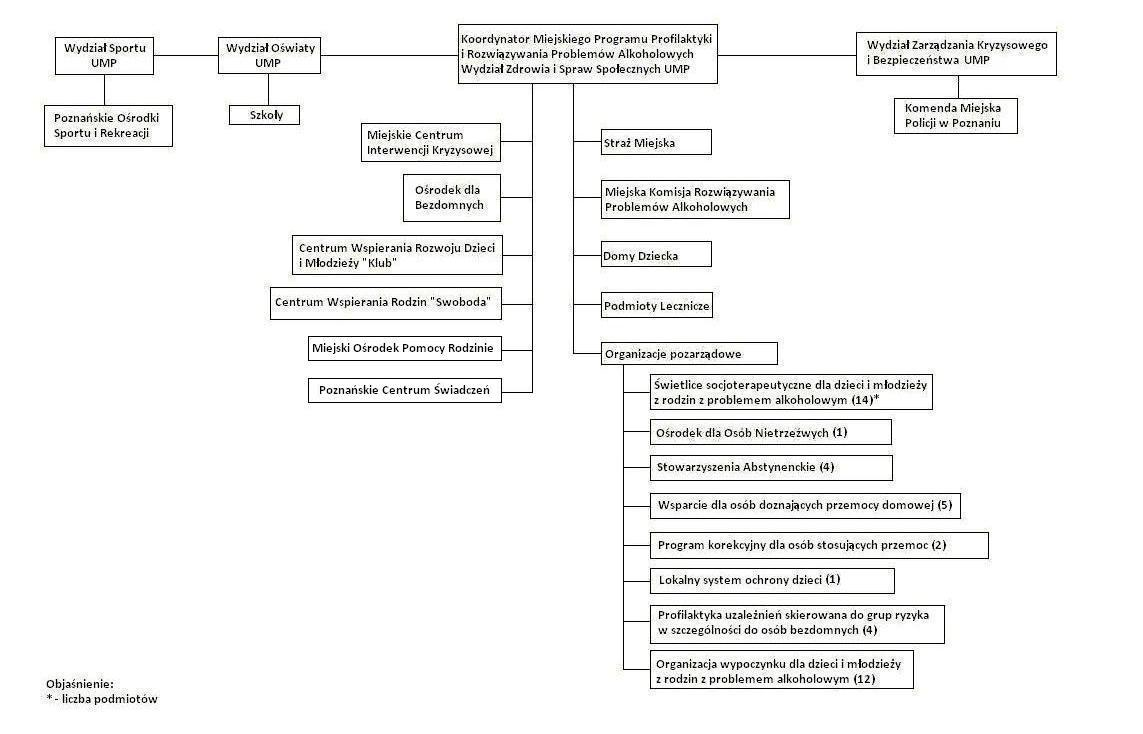 Wydział Sportu
UMP
Wydział Oświaty
UMP
Koordynator Miejskiego Programu Profilaktyki
i Rozwiązywania Problemów Alkoholowych
Wydział Zdrowia i Spraw Społecznych UMP
Wydział Zarządzania Kryzysowego
i Bezpieczeństwa UMP
Poznańskie Ośrodki
Sportu i Rekreacji
Szkoły
Komenda Miejska
Policji w Poznaniu
Miejskie Centrum
Interwencji Kryzysowej
Ośrodek dla
Bezdomnych
Centrum Wspierania Rozwoju Dzieci
i Młodzieży "Klub"
Centrum Wspierania Rodzin "Swoboda"
Miejski Ośrodek Pomocy Rodzinie
Poznańskie Centrum Świadczeń
Straż Miejska
Miejska Komisja Rozwiązywania
Problemów Alkoholowych
Domy Dziecka
Podmioty Lecznicze
Organizacje pozarządowe
Świetlice socjoterapeutyczne dla dzieci i młodzieży
z rodzin z problemem alkoholowym (14)*
Ośrodek dla Osób Nietrzeźwych (1)
Stowarzyszenia Abstynenckie (4)
Wsparcie dla osób doznających przemocy domowej (5)
Program korekcyjny dla osób stosujących przemoc (2)
Lokalny system ochrony dzieci (1)
Profilaktyka uzależnień skierowana do grup ryzyka
w szczególności do osób bezdomnych (4)
Organizacja wypoczynku dla dzieci i młodzieży
z rodzin z problemem alkoholowym (12)
Objaśnienie:
* - liczba podmiotów